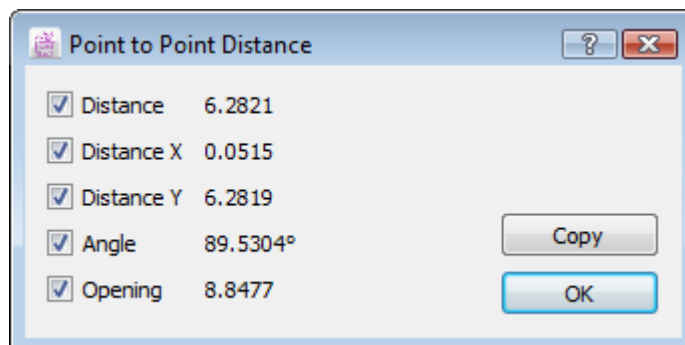 Point to Point Distance
Distance 6.2821
Distance X 0.0515
Distance Y 6.2819
Angle 89.5304°
Opening 8.8477
Copy
OK